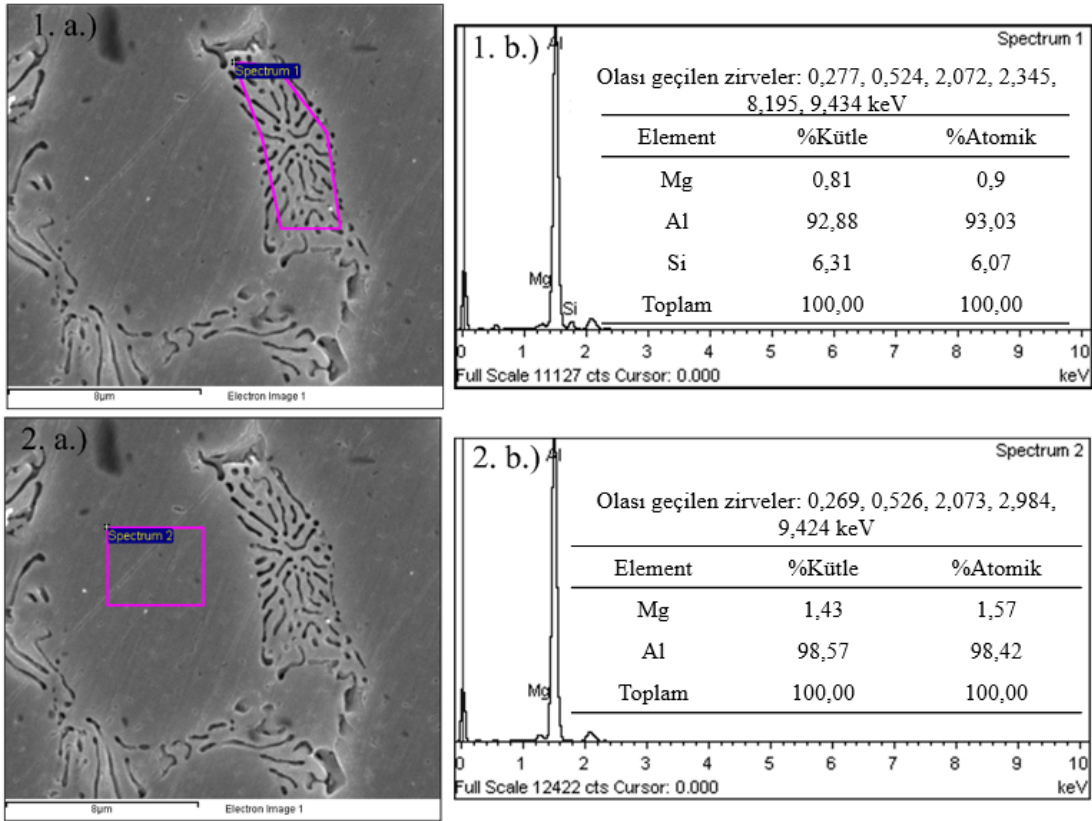 1. a.)
Spectrum 1
8µm
Electron Image 1
1. b.)
Spectrum 1
Al
Olası geçilen zirveler: 0,277, 0,524, 2,072, 2,345,
8,195, 9,434 keV
Element %Kütle %Atomik
Mg 0,81 0,9
Al 92,88 93,03
Si 6,31 6,07
Toplam 100,00 100,00
Mg
Si
0 1 2 3 4 5 6 7 8 9 10
Full Scale 11127 cts Cursor: 0.000 keV
2. a.)
Spectrum 2
8µm
Electron Image 1
2. b.)
Spectrum 2
Al
Olası geçilen zirveler: 0,269, 0,526, 2,073, 2,984,
9,424 keV
Element %Kütle %Atomik
Mg 1,43 1,57
Al 98,57 98,42
Toplam 100,00 100,00
Mg
0 1 2 3 4 5 6 7 8 9 10
Full Scale 12422 cts Cursor: 0.000 keV